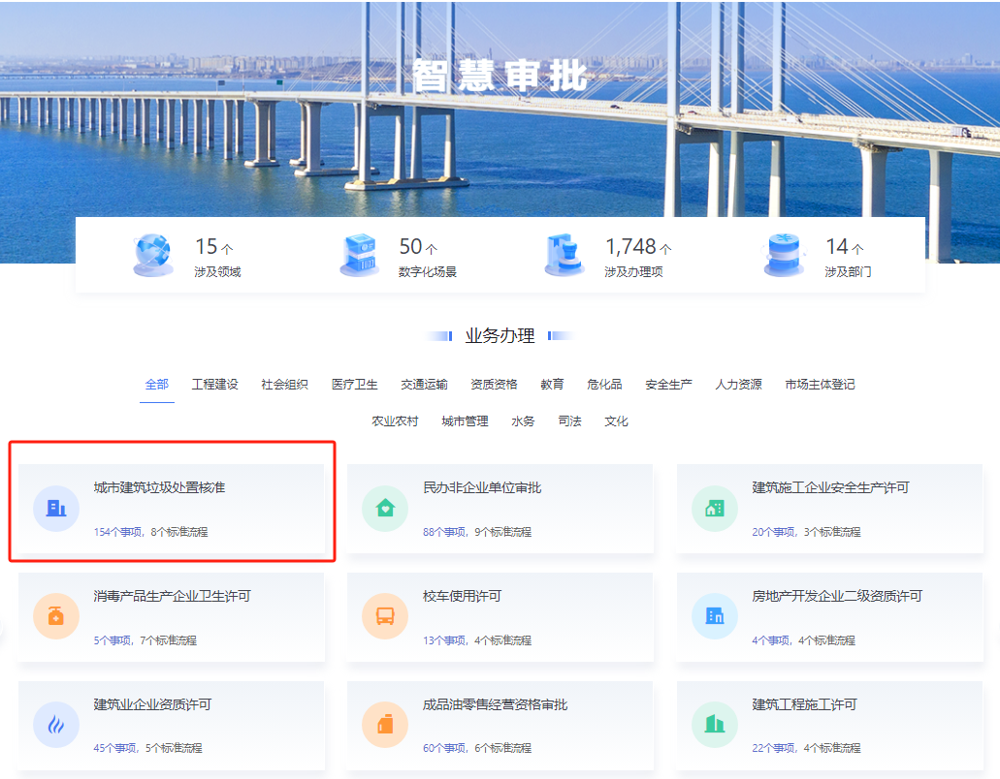 智慧审批
15个 50个 1,748个 14个
涉及领域 数字化场景 涉及办理项 涉及部门
业务办理
全部 工程建设 社会组织 医疗卫生 交通运输 资质资格 教育 危化品 安全生产 人力资源 市场主体登记
农业农村 城市管理 水务 司法 文化
城市建筑垃圾处置核准 民办非企业单位审批 建筑施工企业安全生产许可
154个事项，8个标准流程 88个事项，9个标准流程 20个事项，3个标准流程
消毒产品生产企业卫生许可 校车使用许可 房地产开发企业二级资质许可
5个事项，7个标准流程 13个事项，4个标准流程 4个事项，4个标准流程
建筑业企业资质许可 成品油零售经营资格审批 建筑工程施工许可
45个事项，5个标准流程 60个事项，6个标准流程 22个事项，4个标准流程